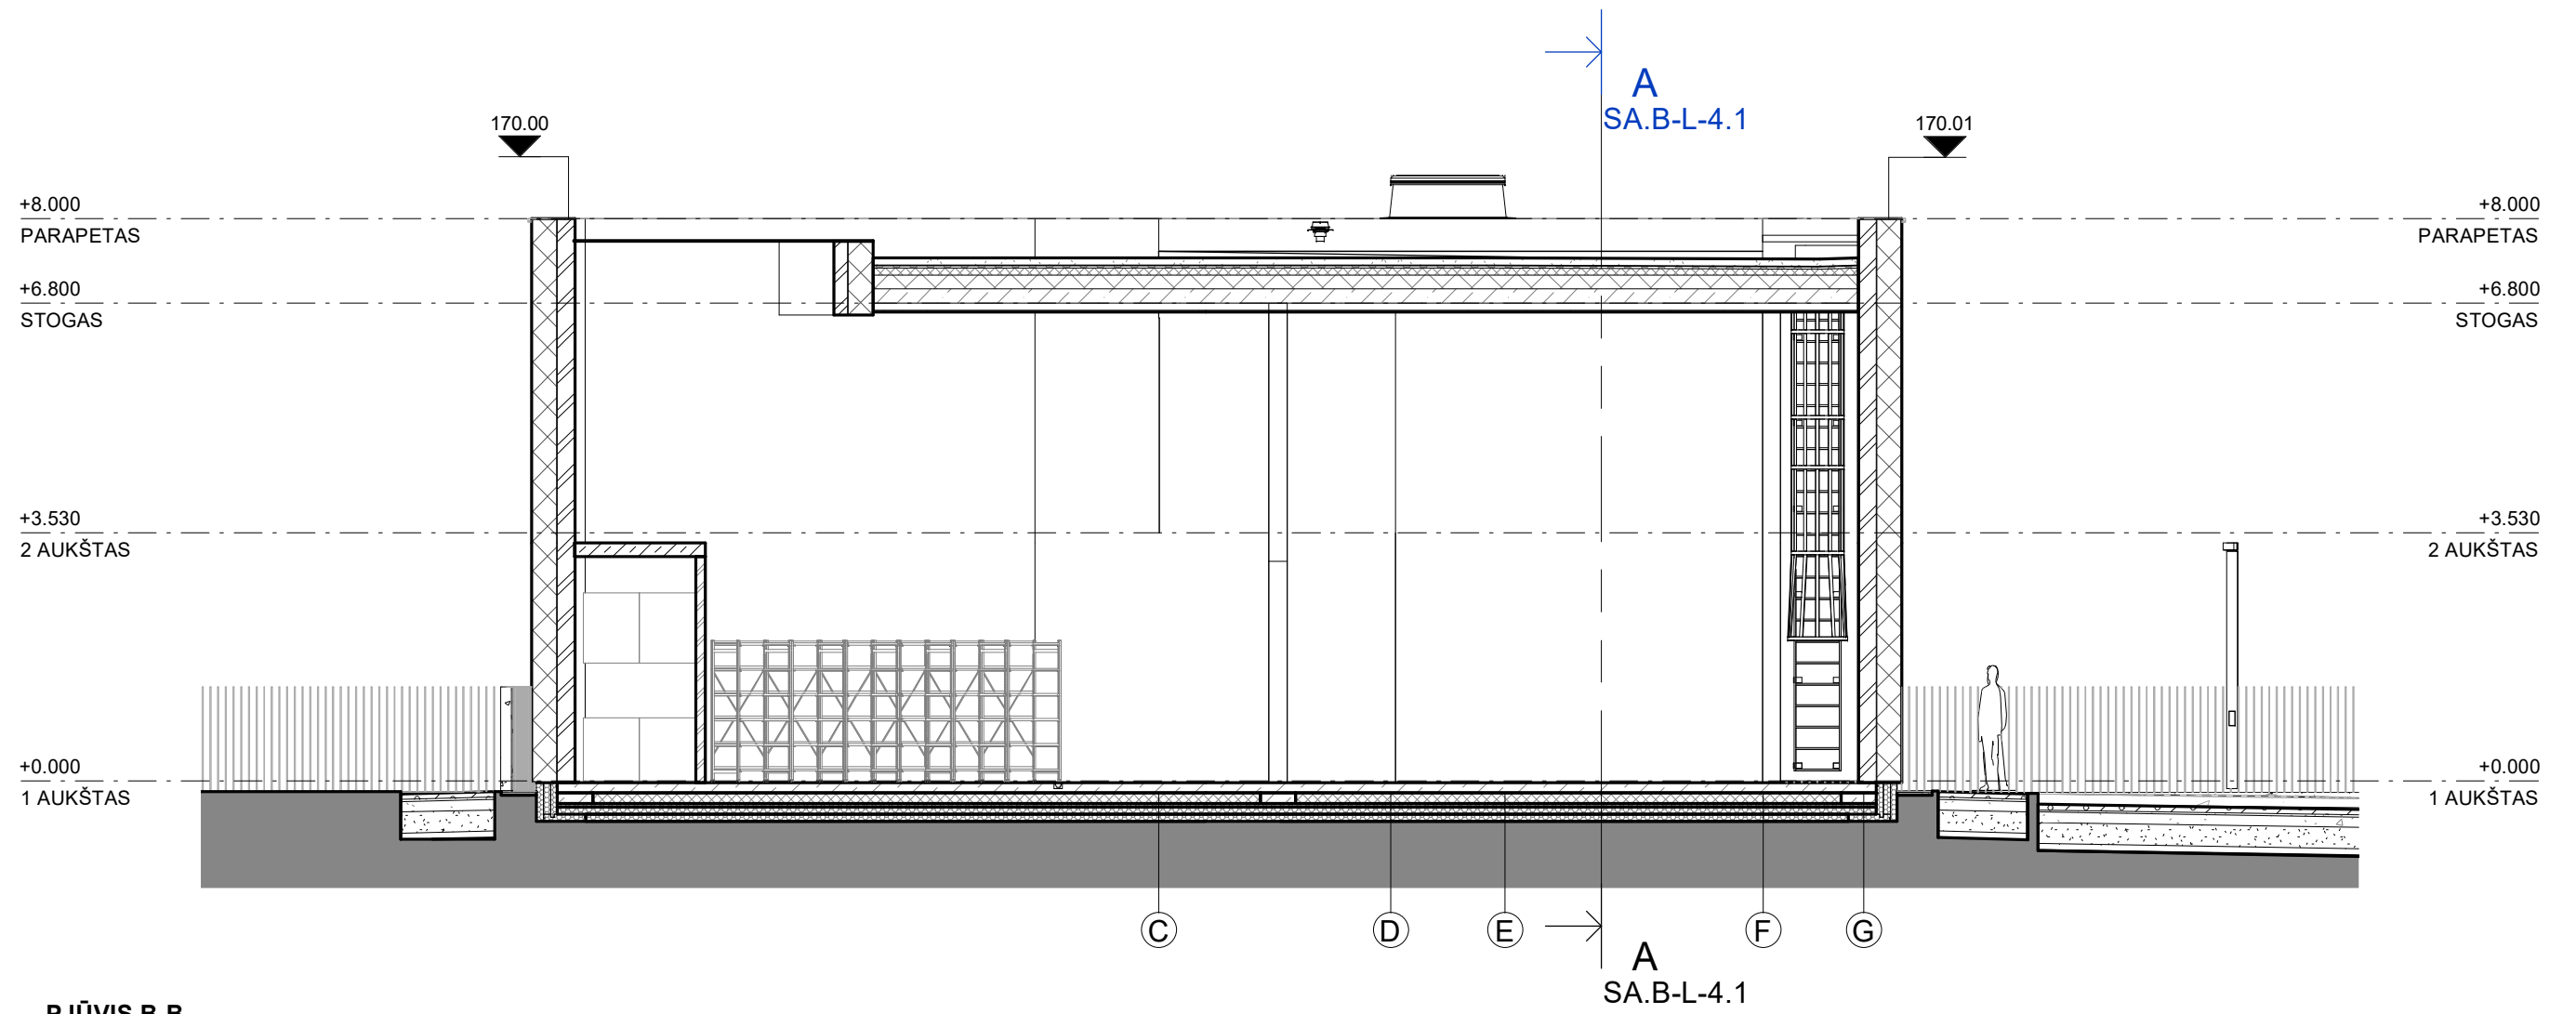 A
SA.B-L-4.1
170.00
170.01
+8.000
PARAPETAS
+8.000
PARAPETAS
+6.800
STOGAS
+6.800
STOGAS
+3.530
2 AUKŠTAS
+3.530
2 AUKŠTAS
+0.000
1 AUKŠTAS
+0.000
1 AUKŠTAS
C
D
E
F
G
A
SA.B-L-4.1
PJŪVIS B-B